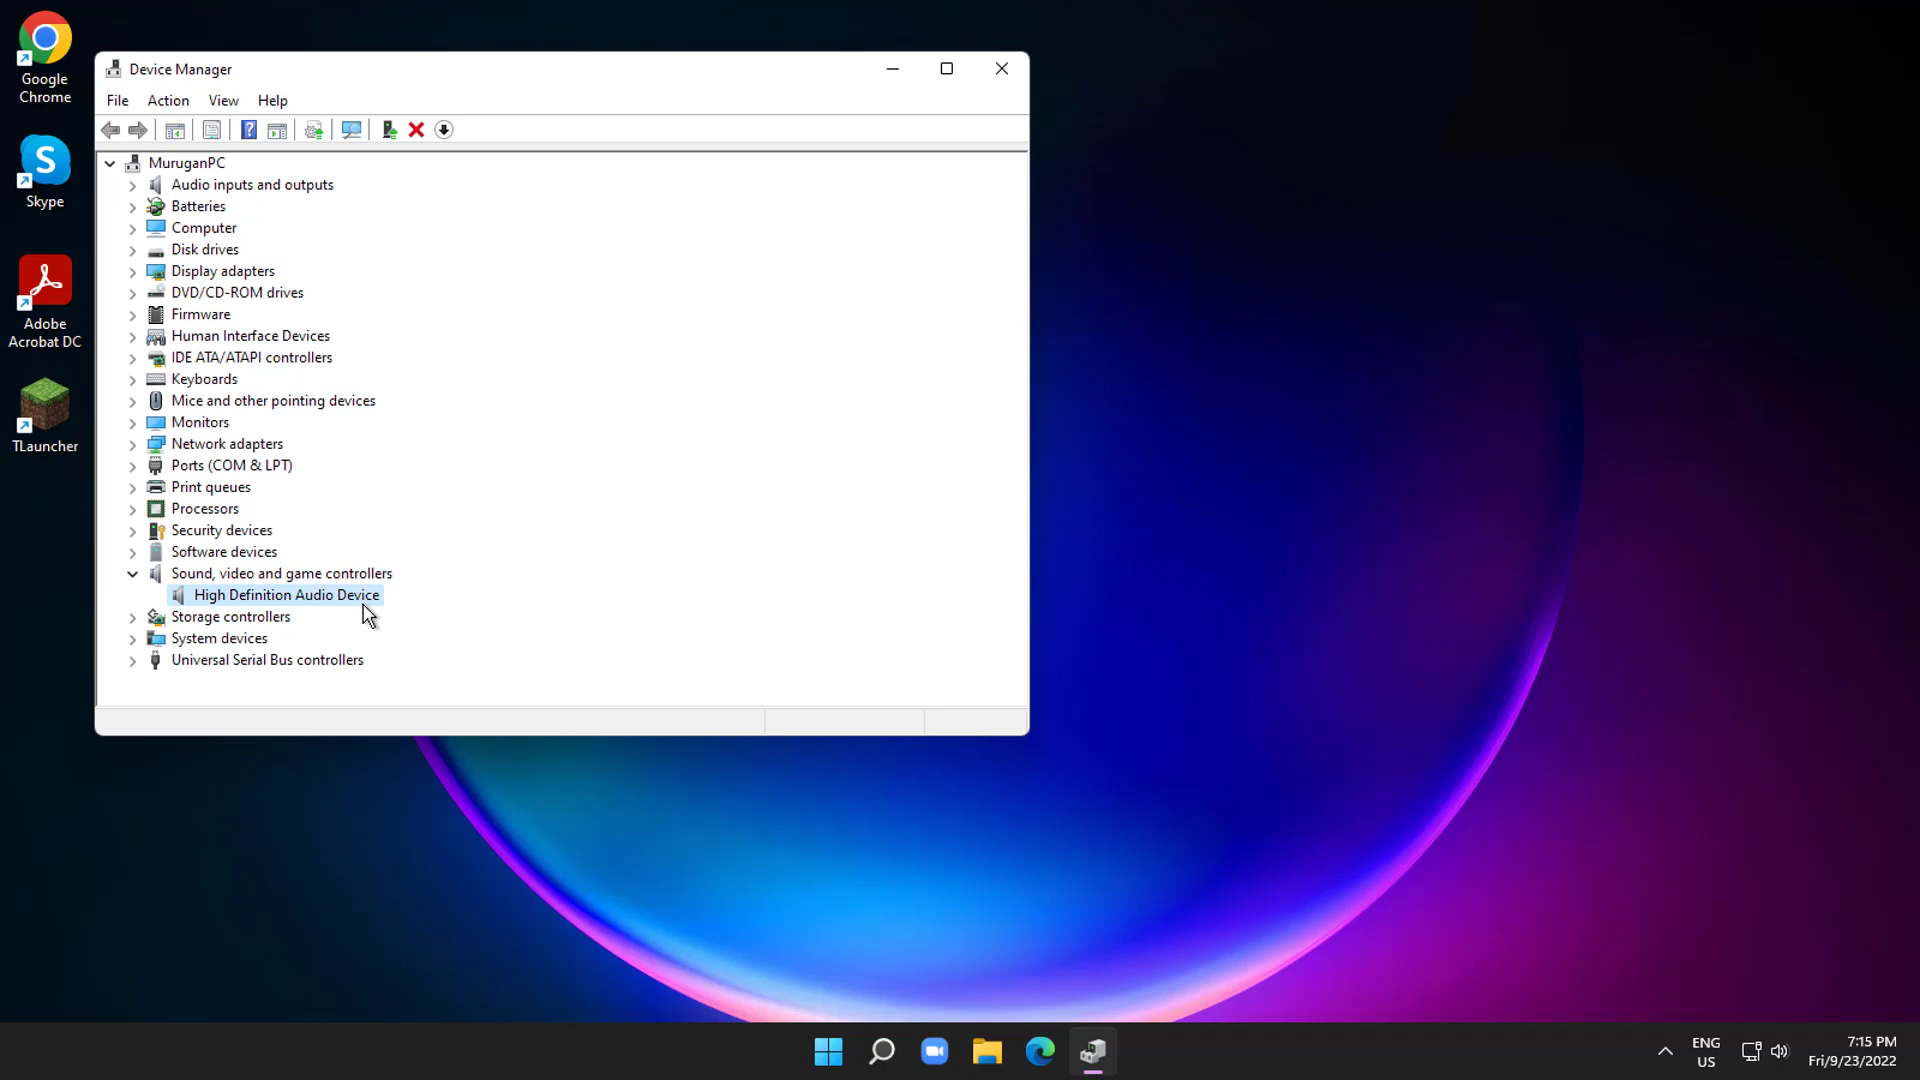 Google
Chrome
Skype
Adobe
Acrobat DC
TLauncher
Device Manager
File Action View Help
MuruganPC
Audio inputs and outputs
Batteries
Computer
Disk drives
Display adapters
DVD/CD-ROM drives
Firmware
Human Interface Devices
IDE ATA/ATAPI controllers
Keyboards
Mice and other pointing devices
Monitors
Network adapters
Ports (COM & LPT)
Print queues
Processors
Security devices
Software devices
Sound, video and game controllers
High Definition Audio Device
Storage controllers
System devices
Universal Serial Bus controllers
ENG
US
7:15 PM
Fri/9/23/2022